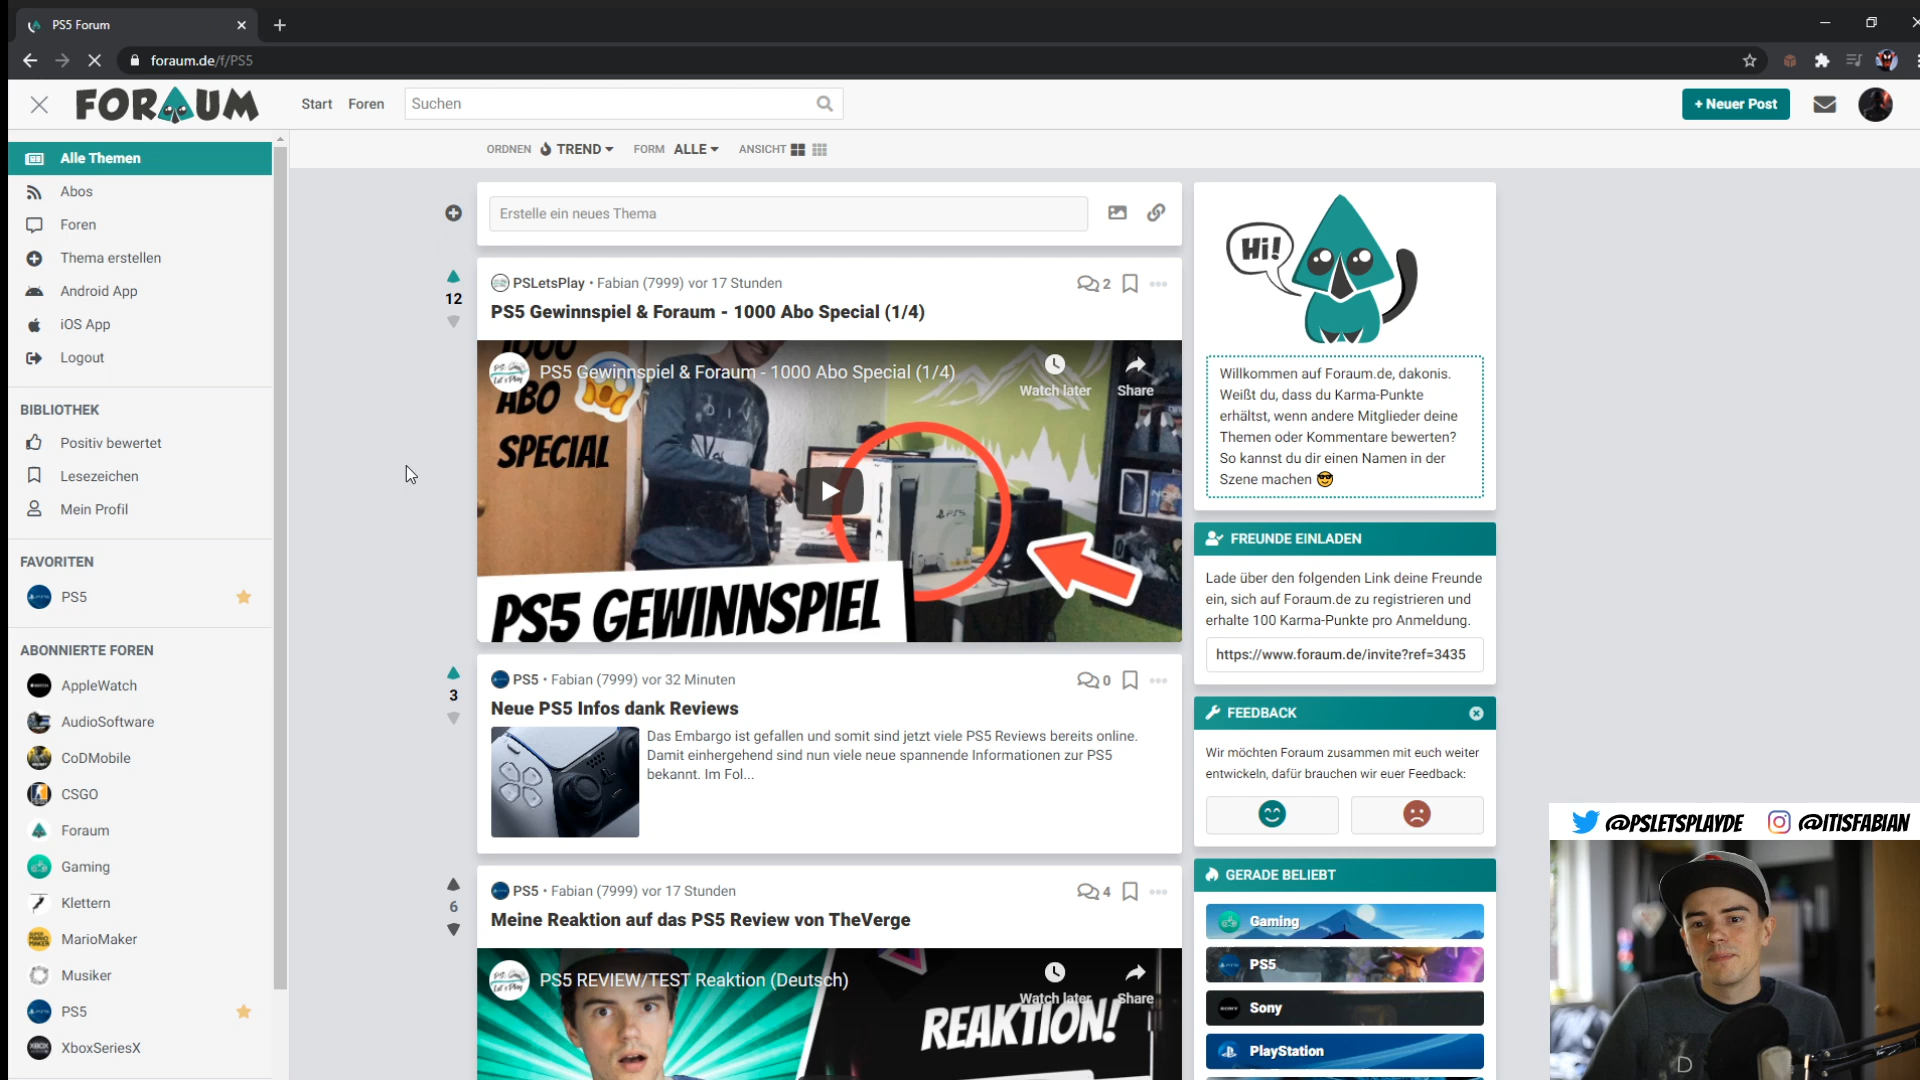 PS5 Forum
foraum.de/f/PS5
FORAUM
Start
Foren
Suchen
+ Neuer Post
Alle Themen
Abos
Foren
Thema erstellen
Android App
iOS App
Logout
BIBLIOTHEK
Positiv bewertet
Lesezeichen
Mein Profil
FAVORITEN
PS5
ABONNIERTE FOREN
AppleWatch
AudioSoftware
CoDMobile
CSGO
Foraum
Gaming
Klettern
MarioMaker
Musiker
PS5
XboxSeriesX
ORDNEN TREND FORM ALLE ANSICHT
Erstelle ein neues Thema
12
PSLetsPlay • Fabian (7999) vor 17 Stunden
2
PS5 Gewinnspiel & Foraum - 1000 Abo Special (1/4)
PS5 Gewinnspiel & Foraum - 1000 Abo Special (1/4)
Watch later
Share
1000
ABO
SPECIAL
PS5
PS5 GEWINNSPIEL
3
PS5 • Fabian (7999) vor 32 Minuten
0
Neue PS5 Infos dank Reviews
Das Embargo ist gefallen und somit sind jetzt viele PS5 Reviews bereits online.
Damit einhergehend sind nun viele neue spannende Informationen zur PS5
bekannt. Im Fol...
6
PS5 • Fabian (7999) vor 17 Stunden
4
Meine Reaktion auf das PS5 Review von TheVerge
PS5 REVIEW/TEST Reaktion (Deutsch)
Watch later
Share
REAKTION!
Hi!
Willkommen auf Foraum.de, dakonis.
Weißt du, dass du Karma-Punkte
erhältst, wenn andere Mitglieder deine
Themen oder Kommentare bewerten?
So kannst du dir einen Namen in der
Szene machen
FREUNDE EINLADEN
Lade über den folgenden Link deine Freunde
ein, sich auf Foraum.de zu registrieren und
erhalte 100 Karma-Punkte pro Anmeldung.
https://www.foraum.de/invite?ref=3435
FEEDBACK
Wir möchten Foraum zusammen mit euch weiter
entwickeln, dafür brauchen wir euer Feedback:
GERADE BELIEBT
Gaming
PS5
Sony
PlayStation
@PSLETSPLAYDE
@ITISFABIAN